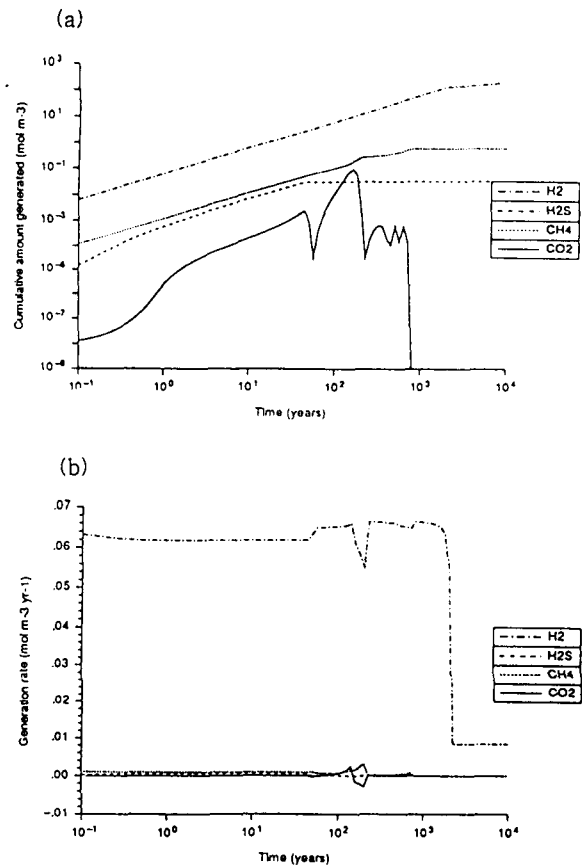 (a)
Cumulative amount generated (mol m-3)
10^1
10^-1
10^-3
10^-4
10^-7
10^-8
10^-1
10^0
10^1
10^2
10^3
10^4
Time (years)
H2
H2S
CH4
CO2
(b)
Generation rate (mol m-3 yr-1)
.07
.06
.05
.04
.03
.02
.01
.00
-.01
10^-1
10^0
10^1
10^2
10^3
10^4
Time (years)
H2
H2S
CH4
CO2